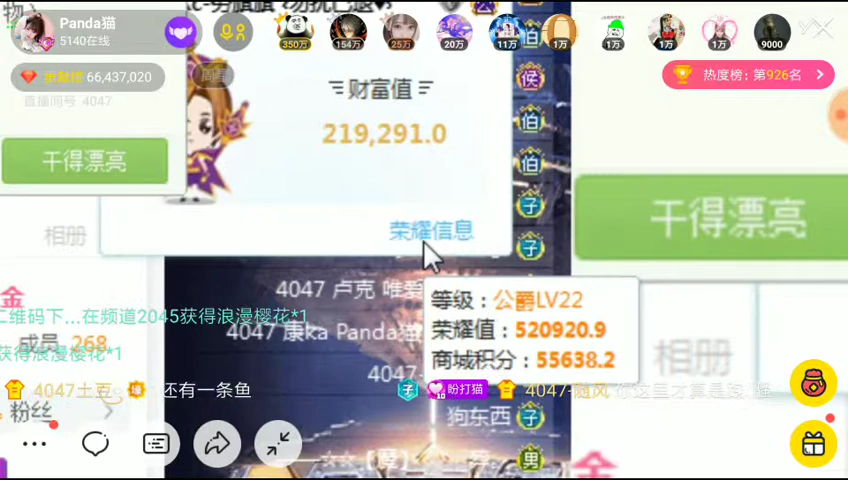 Panda猫
5140在线
350万
154万
25万
20万
11万
1万
1万
1万
1万
9000
66,437,020
周星
直播间号 4047
热度榜：第926名
财富值
219,291.0
干得漂亮
干得漂亮
荣耀信息
相册
相册
伯
侯
伯
伯
子
子
4047 卢克 唯爱
4047 康ka Panda猫
4047
等级：公爵LV22
荣耀值：520920.9
商城积分：55638.2
二维码下...在频道2045获得浪漫樱花*1
获得浪漫樱花*1
成员 268
4047土豆
还有一条鱼
子
10
盼打猫
4047-随风
粉丝
狗东西
子
男
金
金